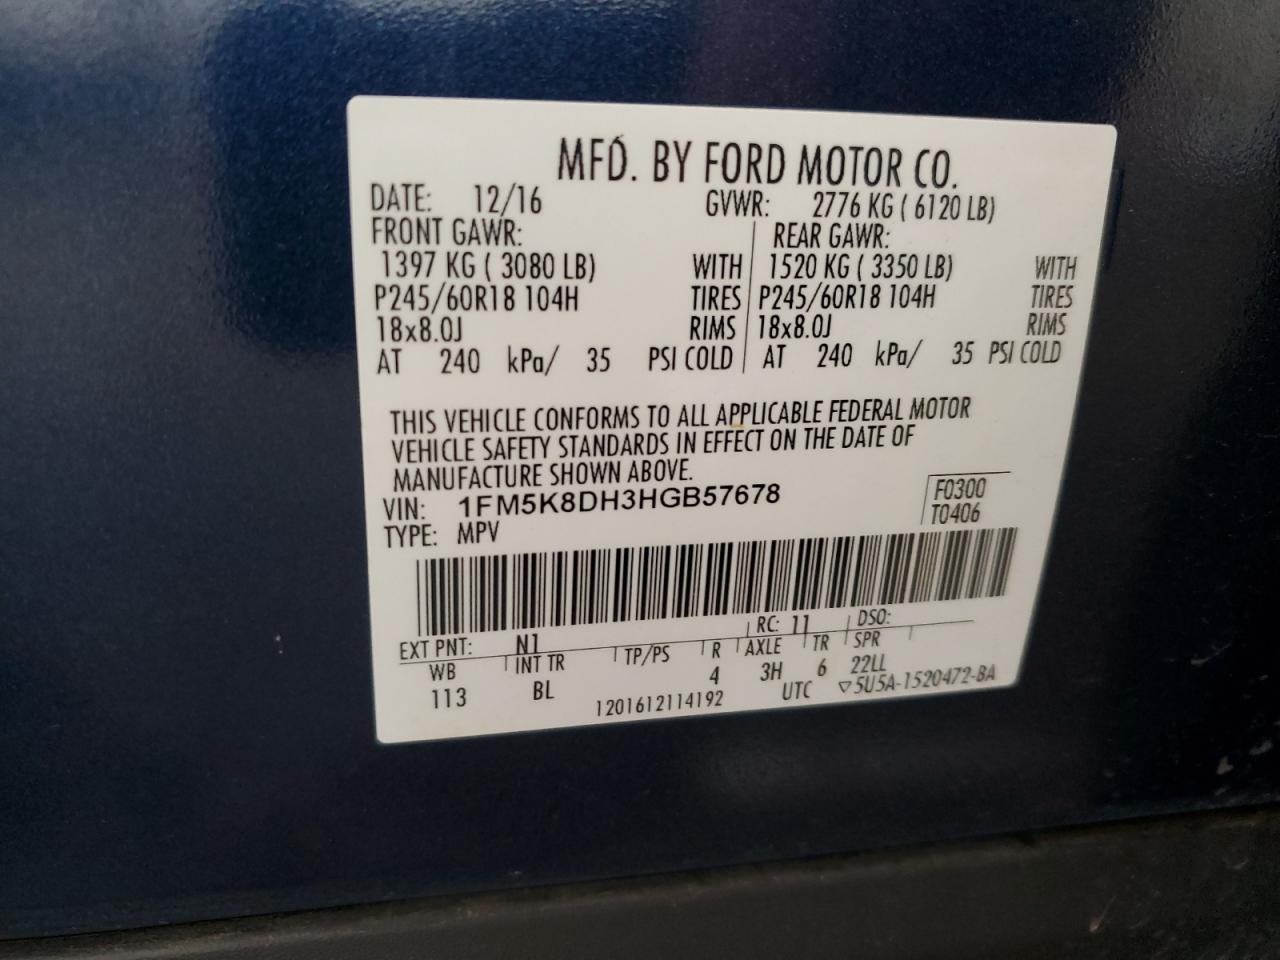 MFD. BY FORD MOTOR CO.
DATE: 12/16 GVWR: 2776 KG ( 6120 LB)
FRONT GAWR: REAR GAWR:
1397 KG ( 3080 LB) WITH 1520 KG ( 3350 LB) WITH
P245/60R18 104H TIRES P245/60R18 104H TIRES
18x8.0J RIMS 18x8.0J RIMS
AT 240 kPa/ 35 PSI COLD AT 240 kPa/ 35 PSI COLD
THIS VEHICLE CONFORMS TO ALL APPLICABLE FEDERAL MOTOR
VEHICLE SAFETY STANDARDS IN EFFECT ON THE DATE OF
MANUFACTURE SHOWN ABOVE.
VIN: 1FM5K8DH3HGB57678 F0300
TYPE: MPV T0406
EXT PNT: N1 RC: 11 DSO:
WB INT TR TP/PS R AXLE TR SPR
113 BL 4 3H 6 22LL
1201612114192 UTC ▽5U5A-1520472-BA